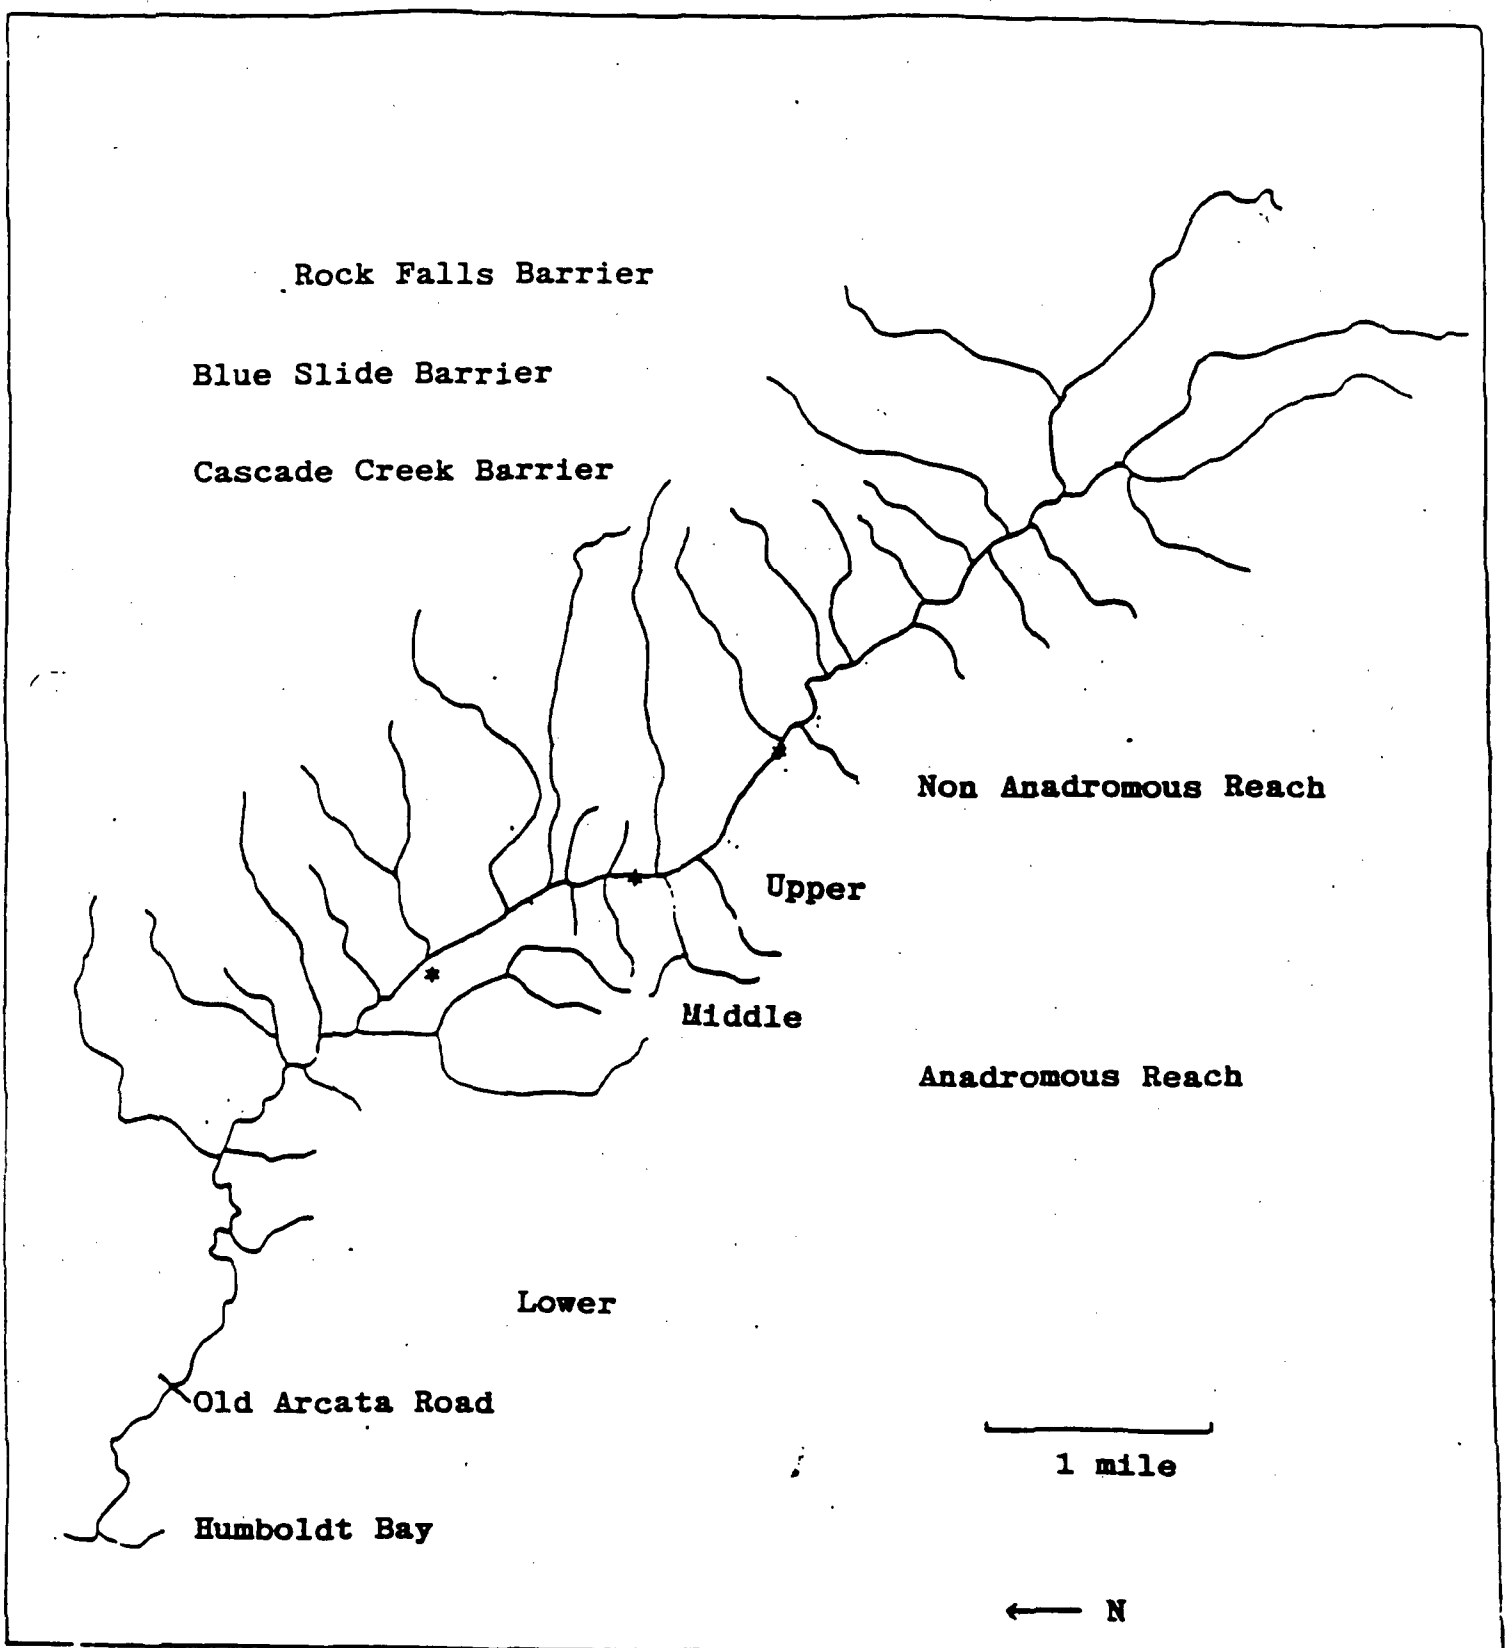 Rock Falls Barrier
Blue Slide Barrier
Cascade Creek Barrier
Non Anadromous Reach
Upper
Middle
Anadromous Reach
Lower
Old Arcata Road
1 mile
Humboldt Bay
N